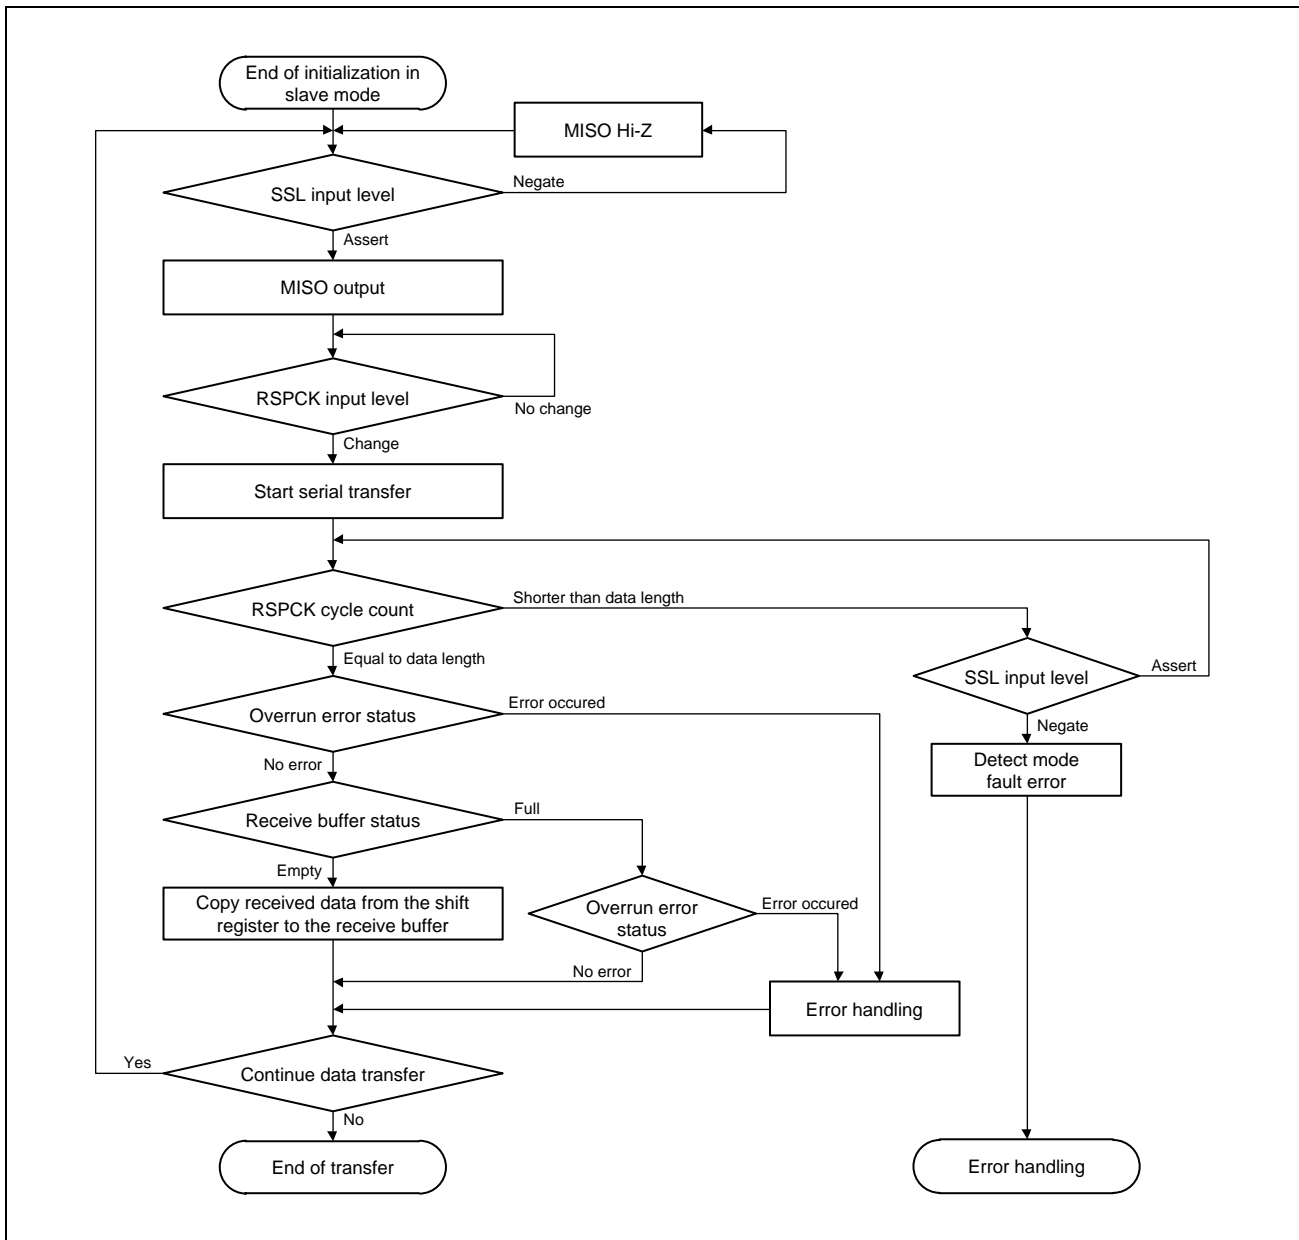 End of initialization in
slave mode
MISO Hi-Z
SSL input level
Negate
Assert
MISO output
RSPCK input level
No change
Change
Start serial transfer
RSPCK cycle count
Shorter than data length
Equal to data length
SSL input level
Assert
Overrun error status
Error occured
Negate
No error
Detect mode
fault error
Receive buffer status
Full
Empty
Copy received data from the shift
register to the receive buffer
Overrun error
status
Error occured
No error
Error handling
Yes
Continue data transfer
No
End of transfer
Error handling